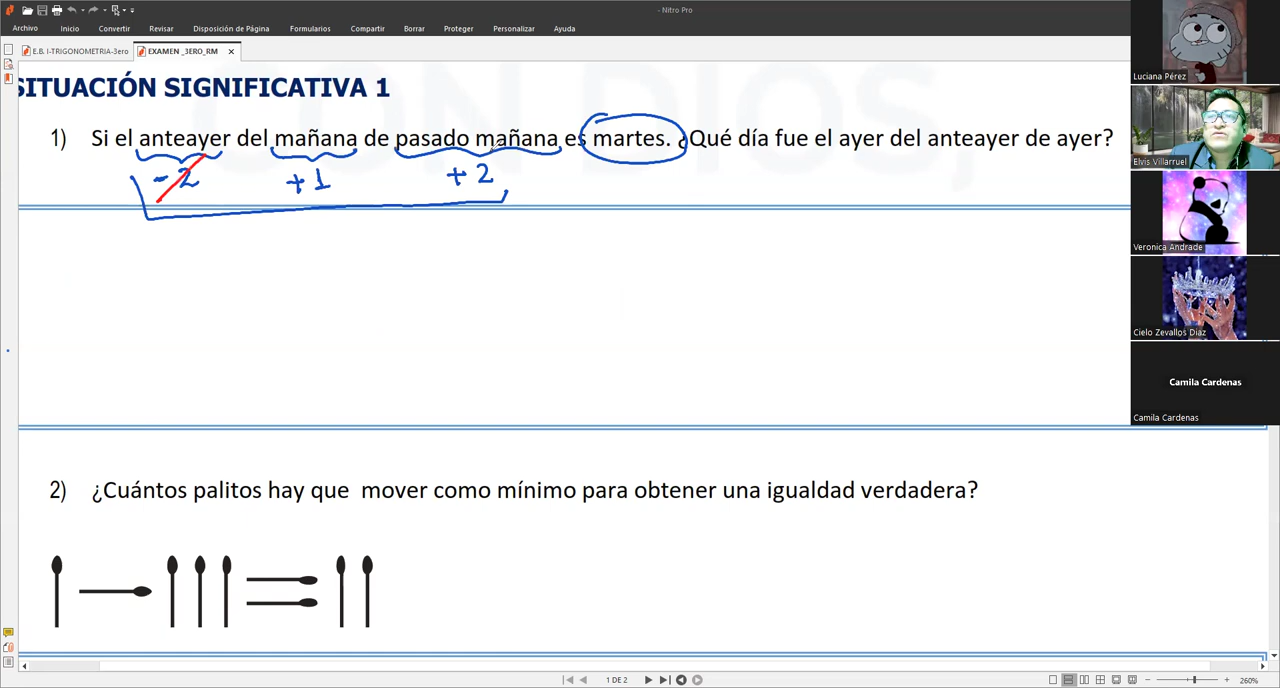 - Nitro Pro
Archivo Inicio Convertir Revisar Disposición de Página Formularios Compartir Borrar Proteger Personalizar Ayuda
E.B. I-TRIGONOMETRIA-3ero EXAMEN _3ERO_RM
CON DIOS,
SITUACIÓN SIGNIFICATIVA 1
1) Si el anteayer del mañana de pasado mañana es martes. ¿Qué día fue el ayer del anteayer de ayer?
-2 +1 +2
2) ¿Cuántos palitos hay que mover como mínimo para obtener una igualdad verdadera?
Luciana Pérez
Elvis Villarruel
Veronica Andrade
Cielo Zevallos Diaz
Camila Cardenas
Camila Cardenas
1 DE 2
260%